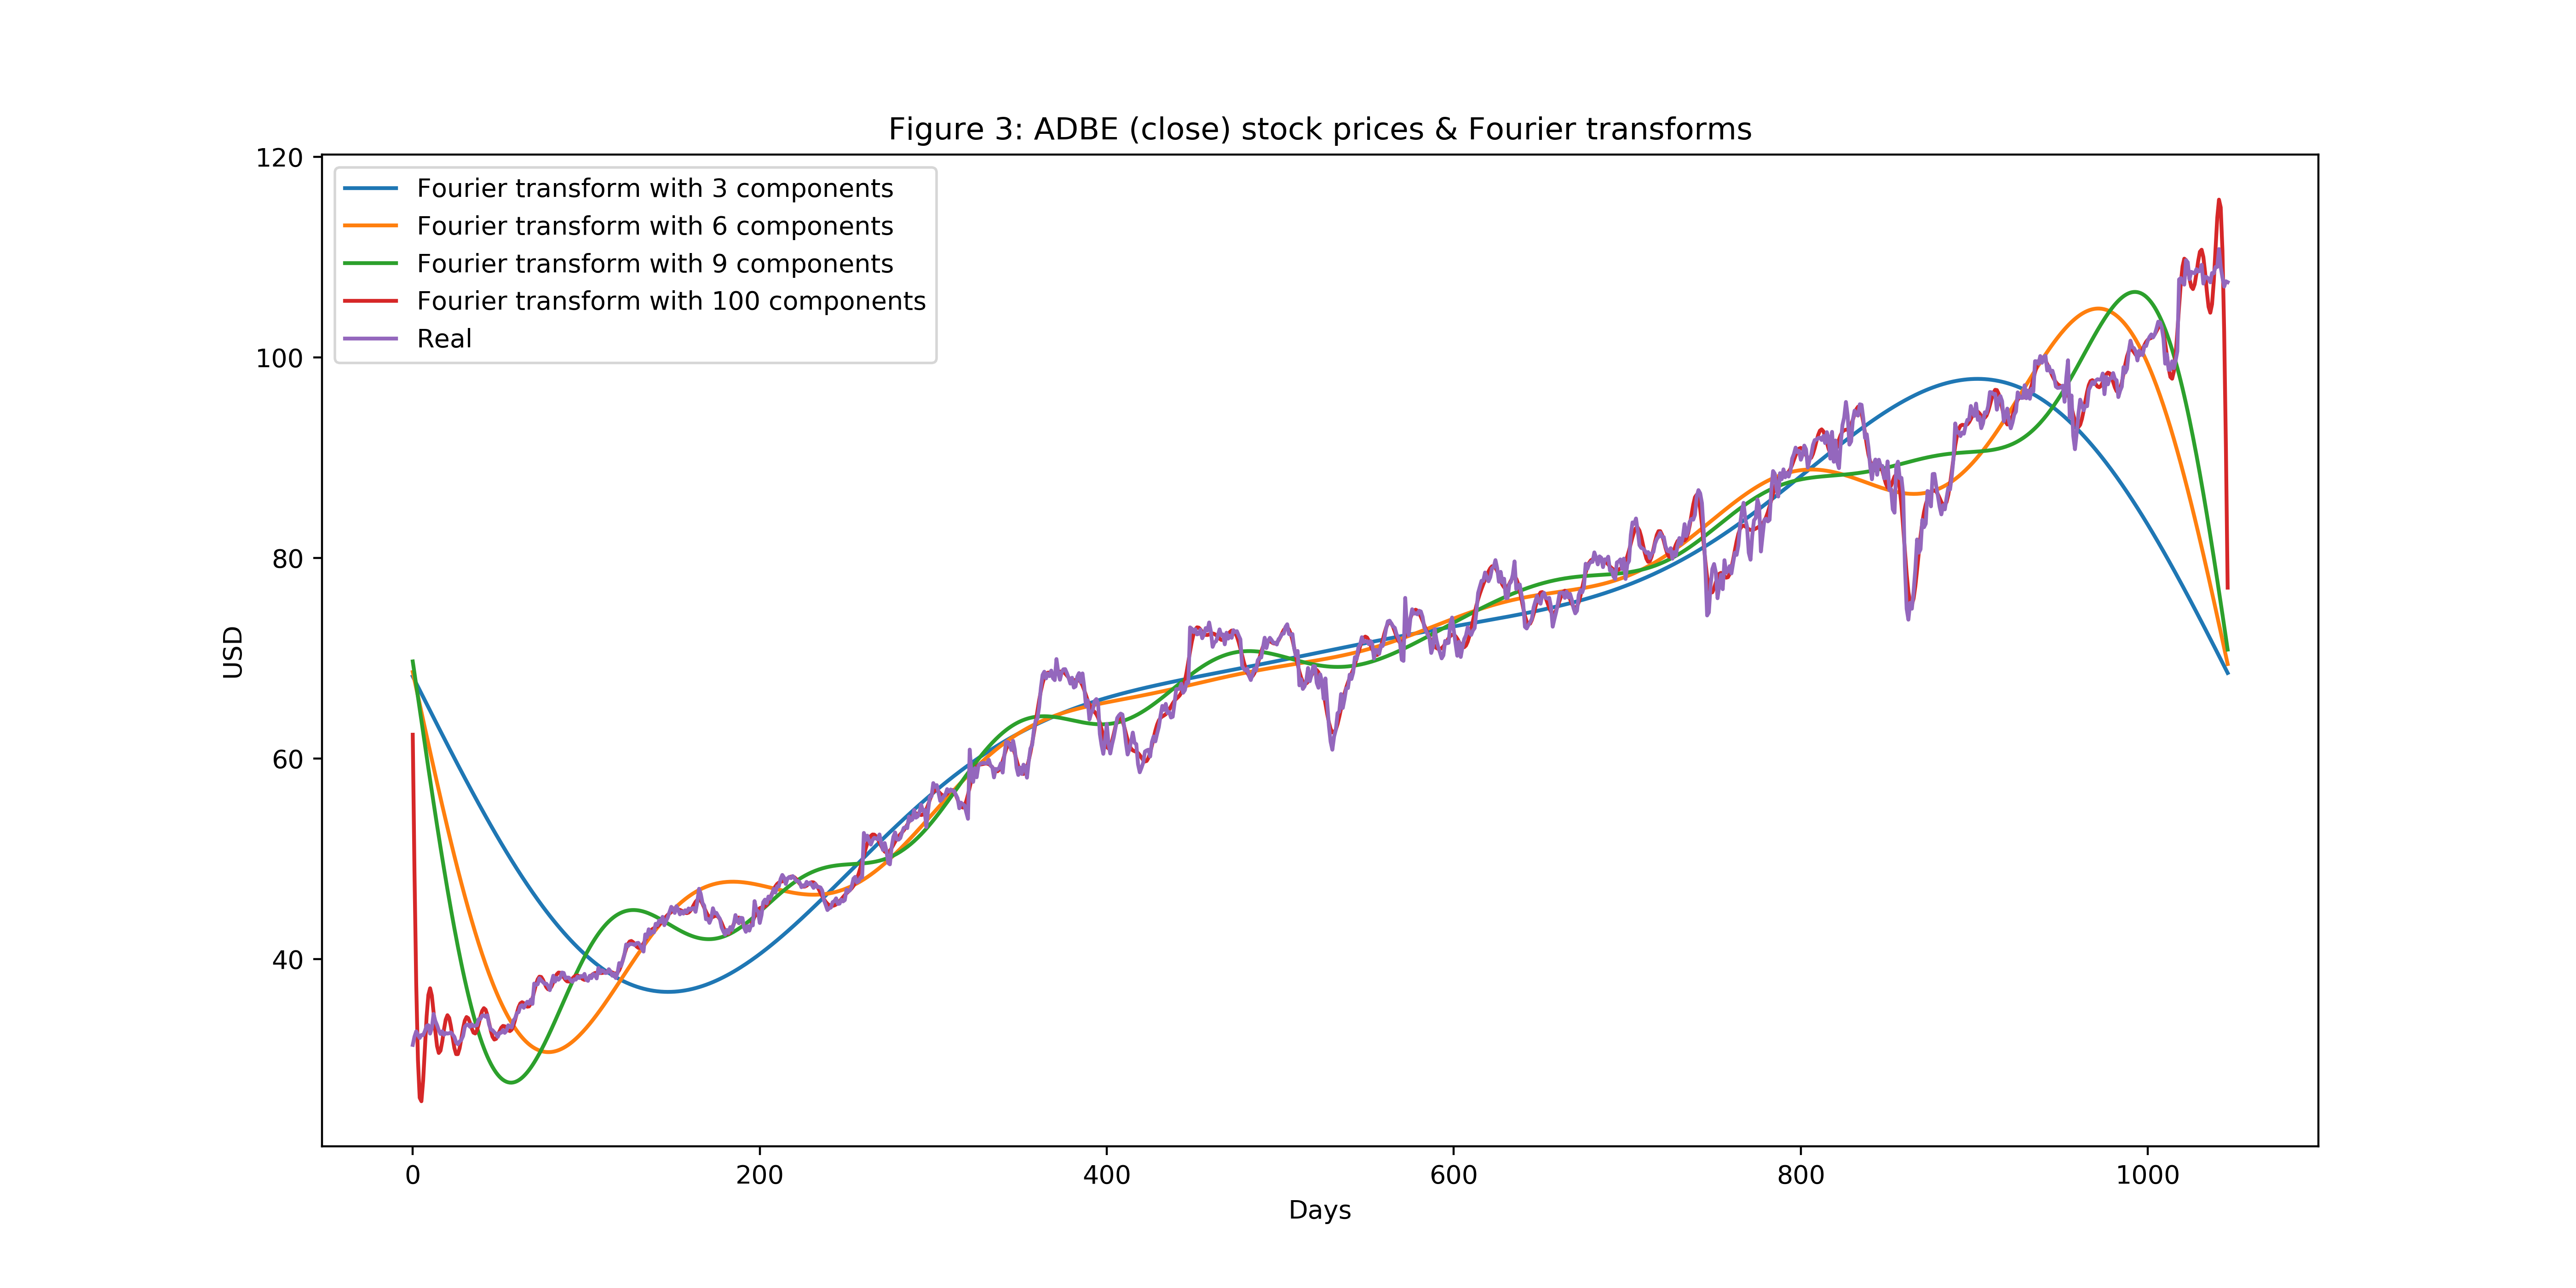 Figure 3: ADBE (close) stock prices & Fourier transforms
120
100
80
60
40
USD
Fourier transform with 3 components
Fourier transform with 6 components
Fourier transform with 9 components
Fourier transform with 100 components
Real
0 200 400 600 800 1000
Days